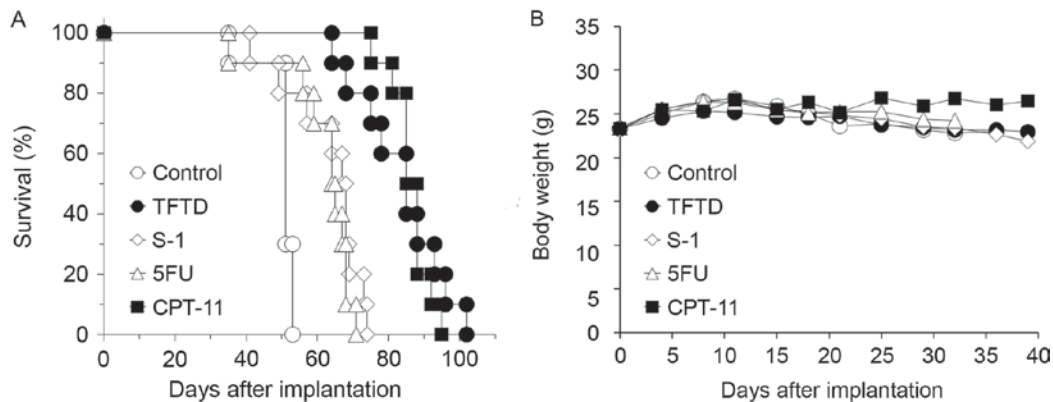 A
Survival (%)
100
80
60
40
20
0
Control
TFTD
S-1
5FU
CPT-11
0 20 40 60 80 100
Days after implantation
B
Body weight (g)
35
30
25
20
15
10
5
0
Control
TFTD
S-1
5FU
CPT-11
0 5 10 15 20 25 30 35 40
Days after implantation